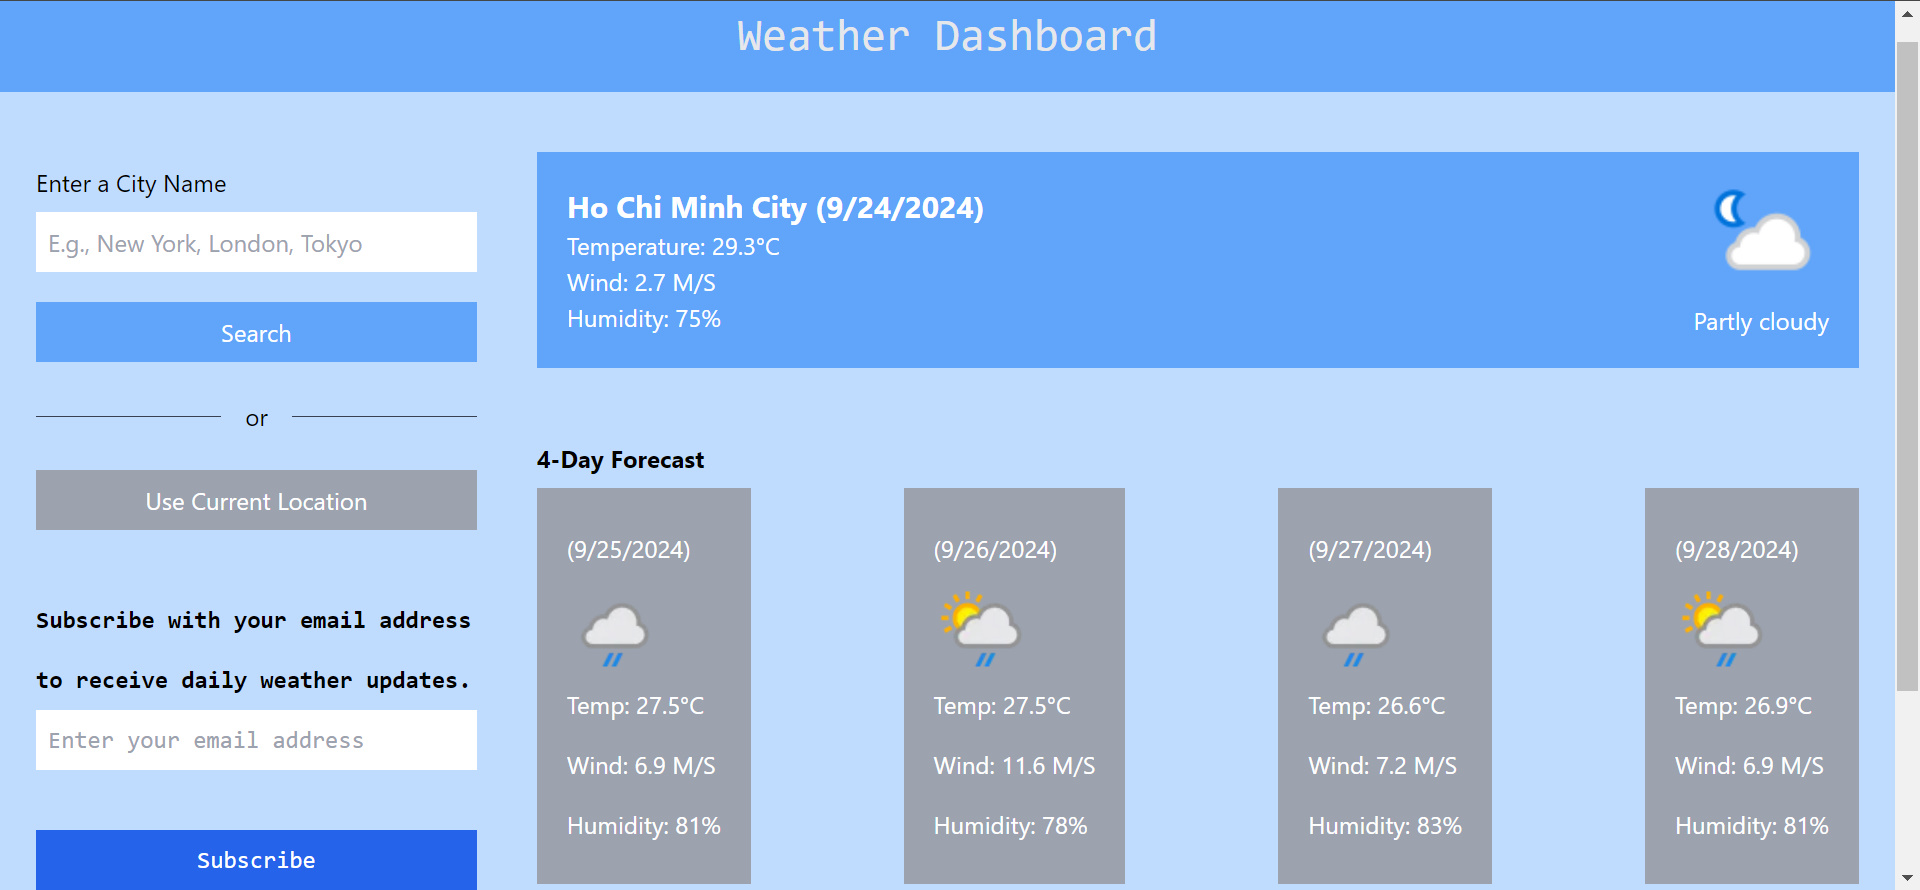 Weather Dashboard
Enter a City Name
E.g., New York, London, Tokyo
Search
or
Use Current Location
Subscribe with your email address
to receive daily weather updates.
Enter your email address
Subscribe
Ho Chi Minh City (9/24/2024)
Temperature: 29.3°C
Wind: 2.7 M/S
Humidity: 75%
Partly cloudy
4-Day Forecast
(9/25/2024)
Temp: 27.5°C
Wind: 6.9 M/S
Humidity: 81%
(9/26/2024)
Temp: 27.5°C
Wind: 11.6 M/S
Humidity: 78%
(9/27/2024)
Temp: 26.6°C
Wind: 7.2 M/S
Humidity: 83%
(9/28/2024)
Temp: 26.9°C
Wind: 6.9 M/S
Humidity: 81%